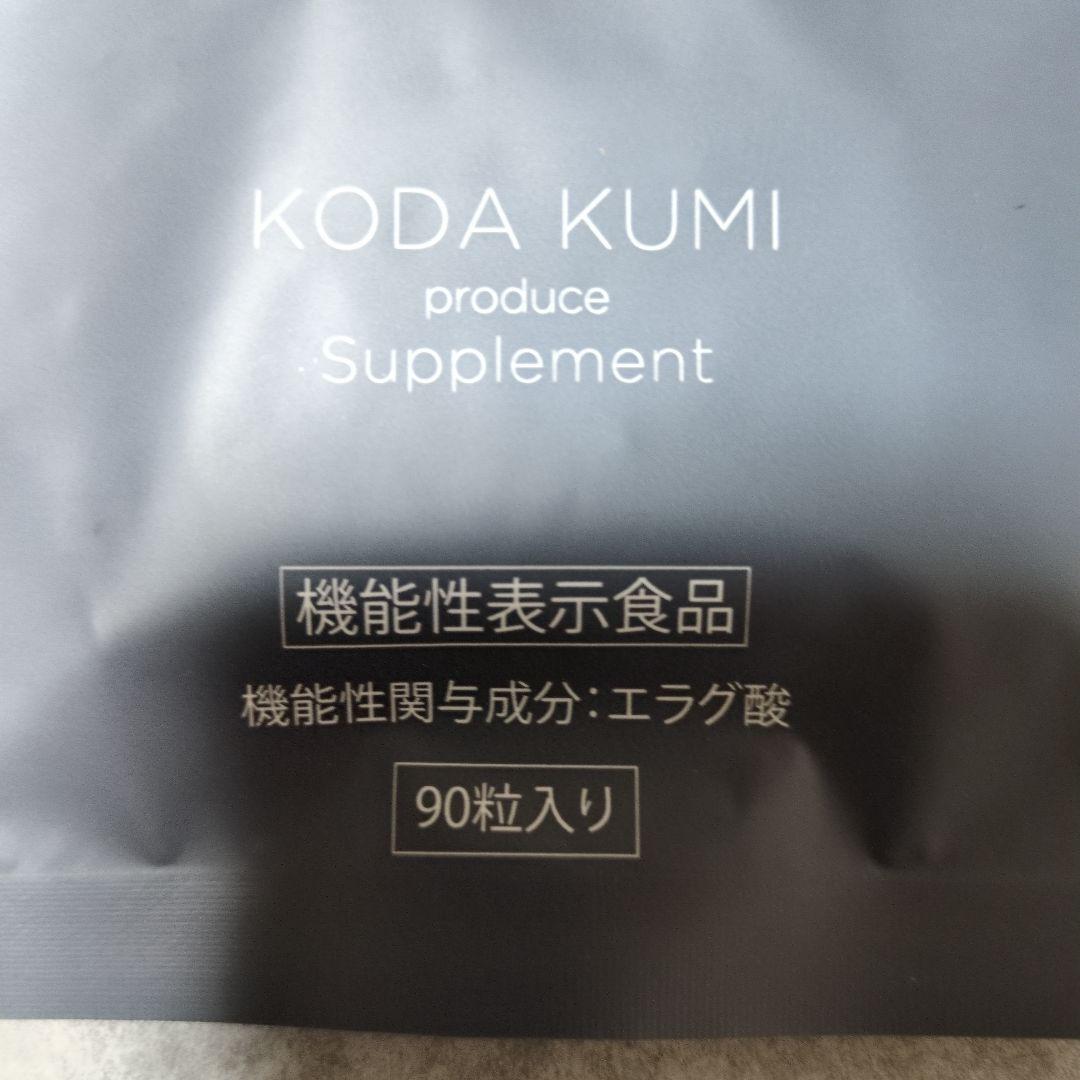 KODA KUMI
produce
Supplement
機能性表示食品
機能性関与成分：エラグ酸
90粒入り